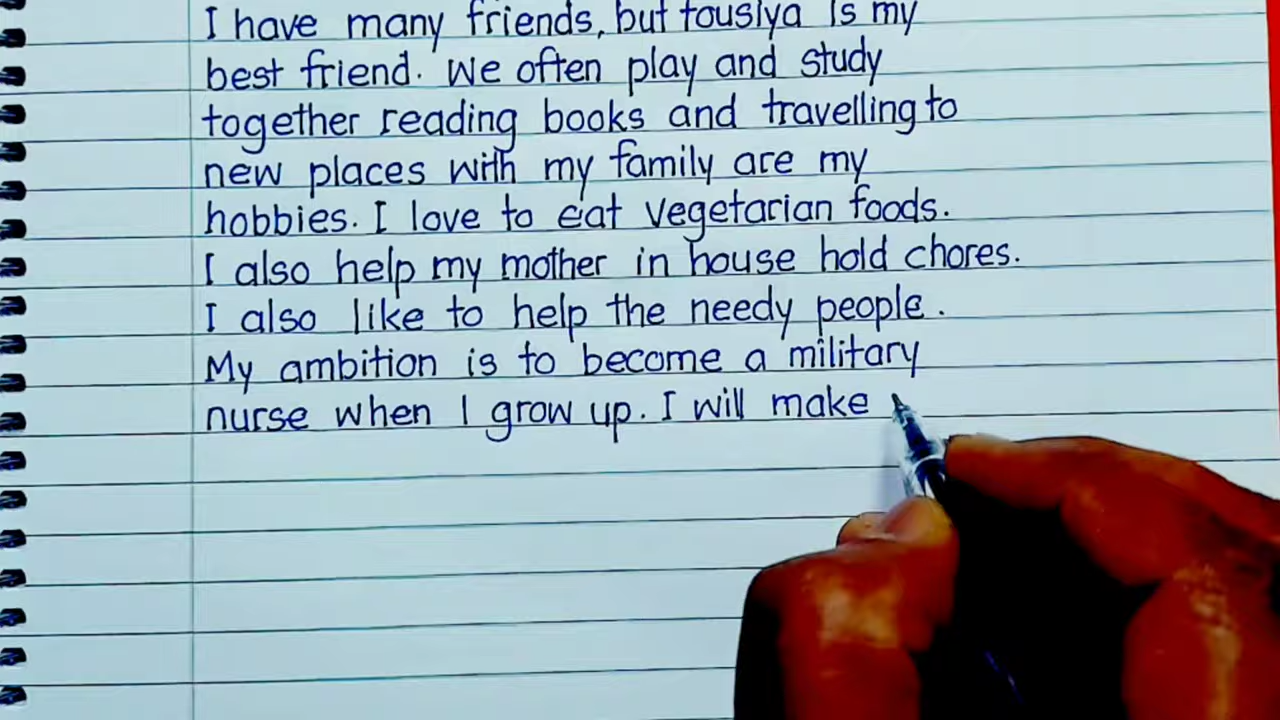 I have many friends, but tousiya is my
best friend. We often play and study
together reading books and travelling to
new places with my family are my
hobbies. I love to eat vegetarian foods.
I also help my mother in house hold chores.
I also like to help the needy people.
My ambition is to become a military
nurse when I grow up. I will make